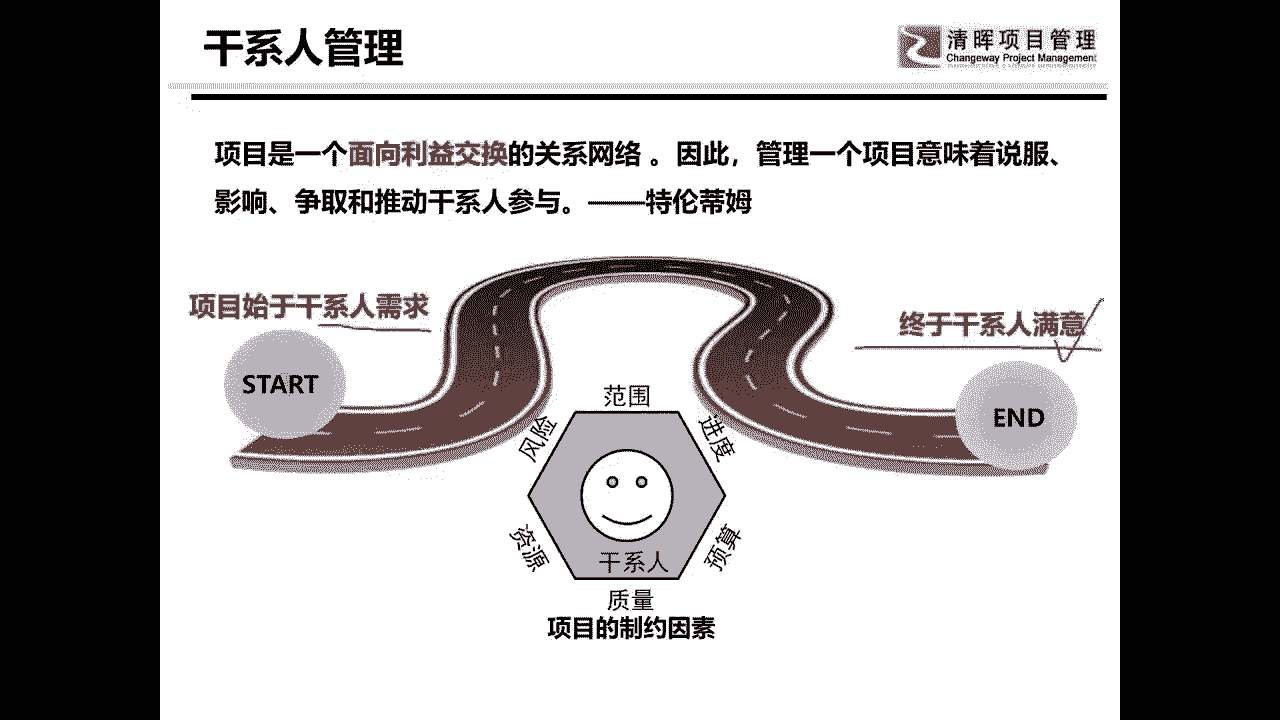 干系人管理
清晖项目管理
Changeway Project Management
项目是一个面向利益交换的关系网络 。因此，管理一个项目意味着说服、
影响、争取和推动干系人参与。——特伦蒂姆
项目始于干系人需求
终于干系人满意
START
END
范围
风险
进度
资源
预算
干系人
质量
项目的制约因素